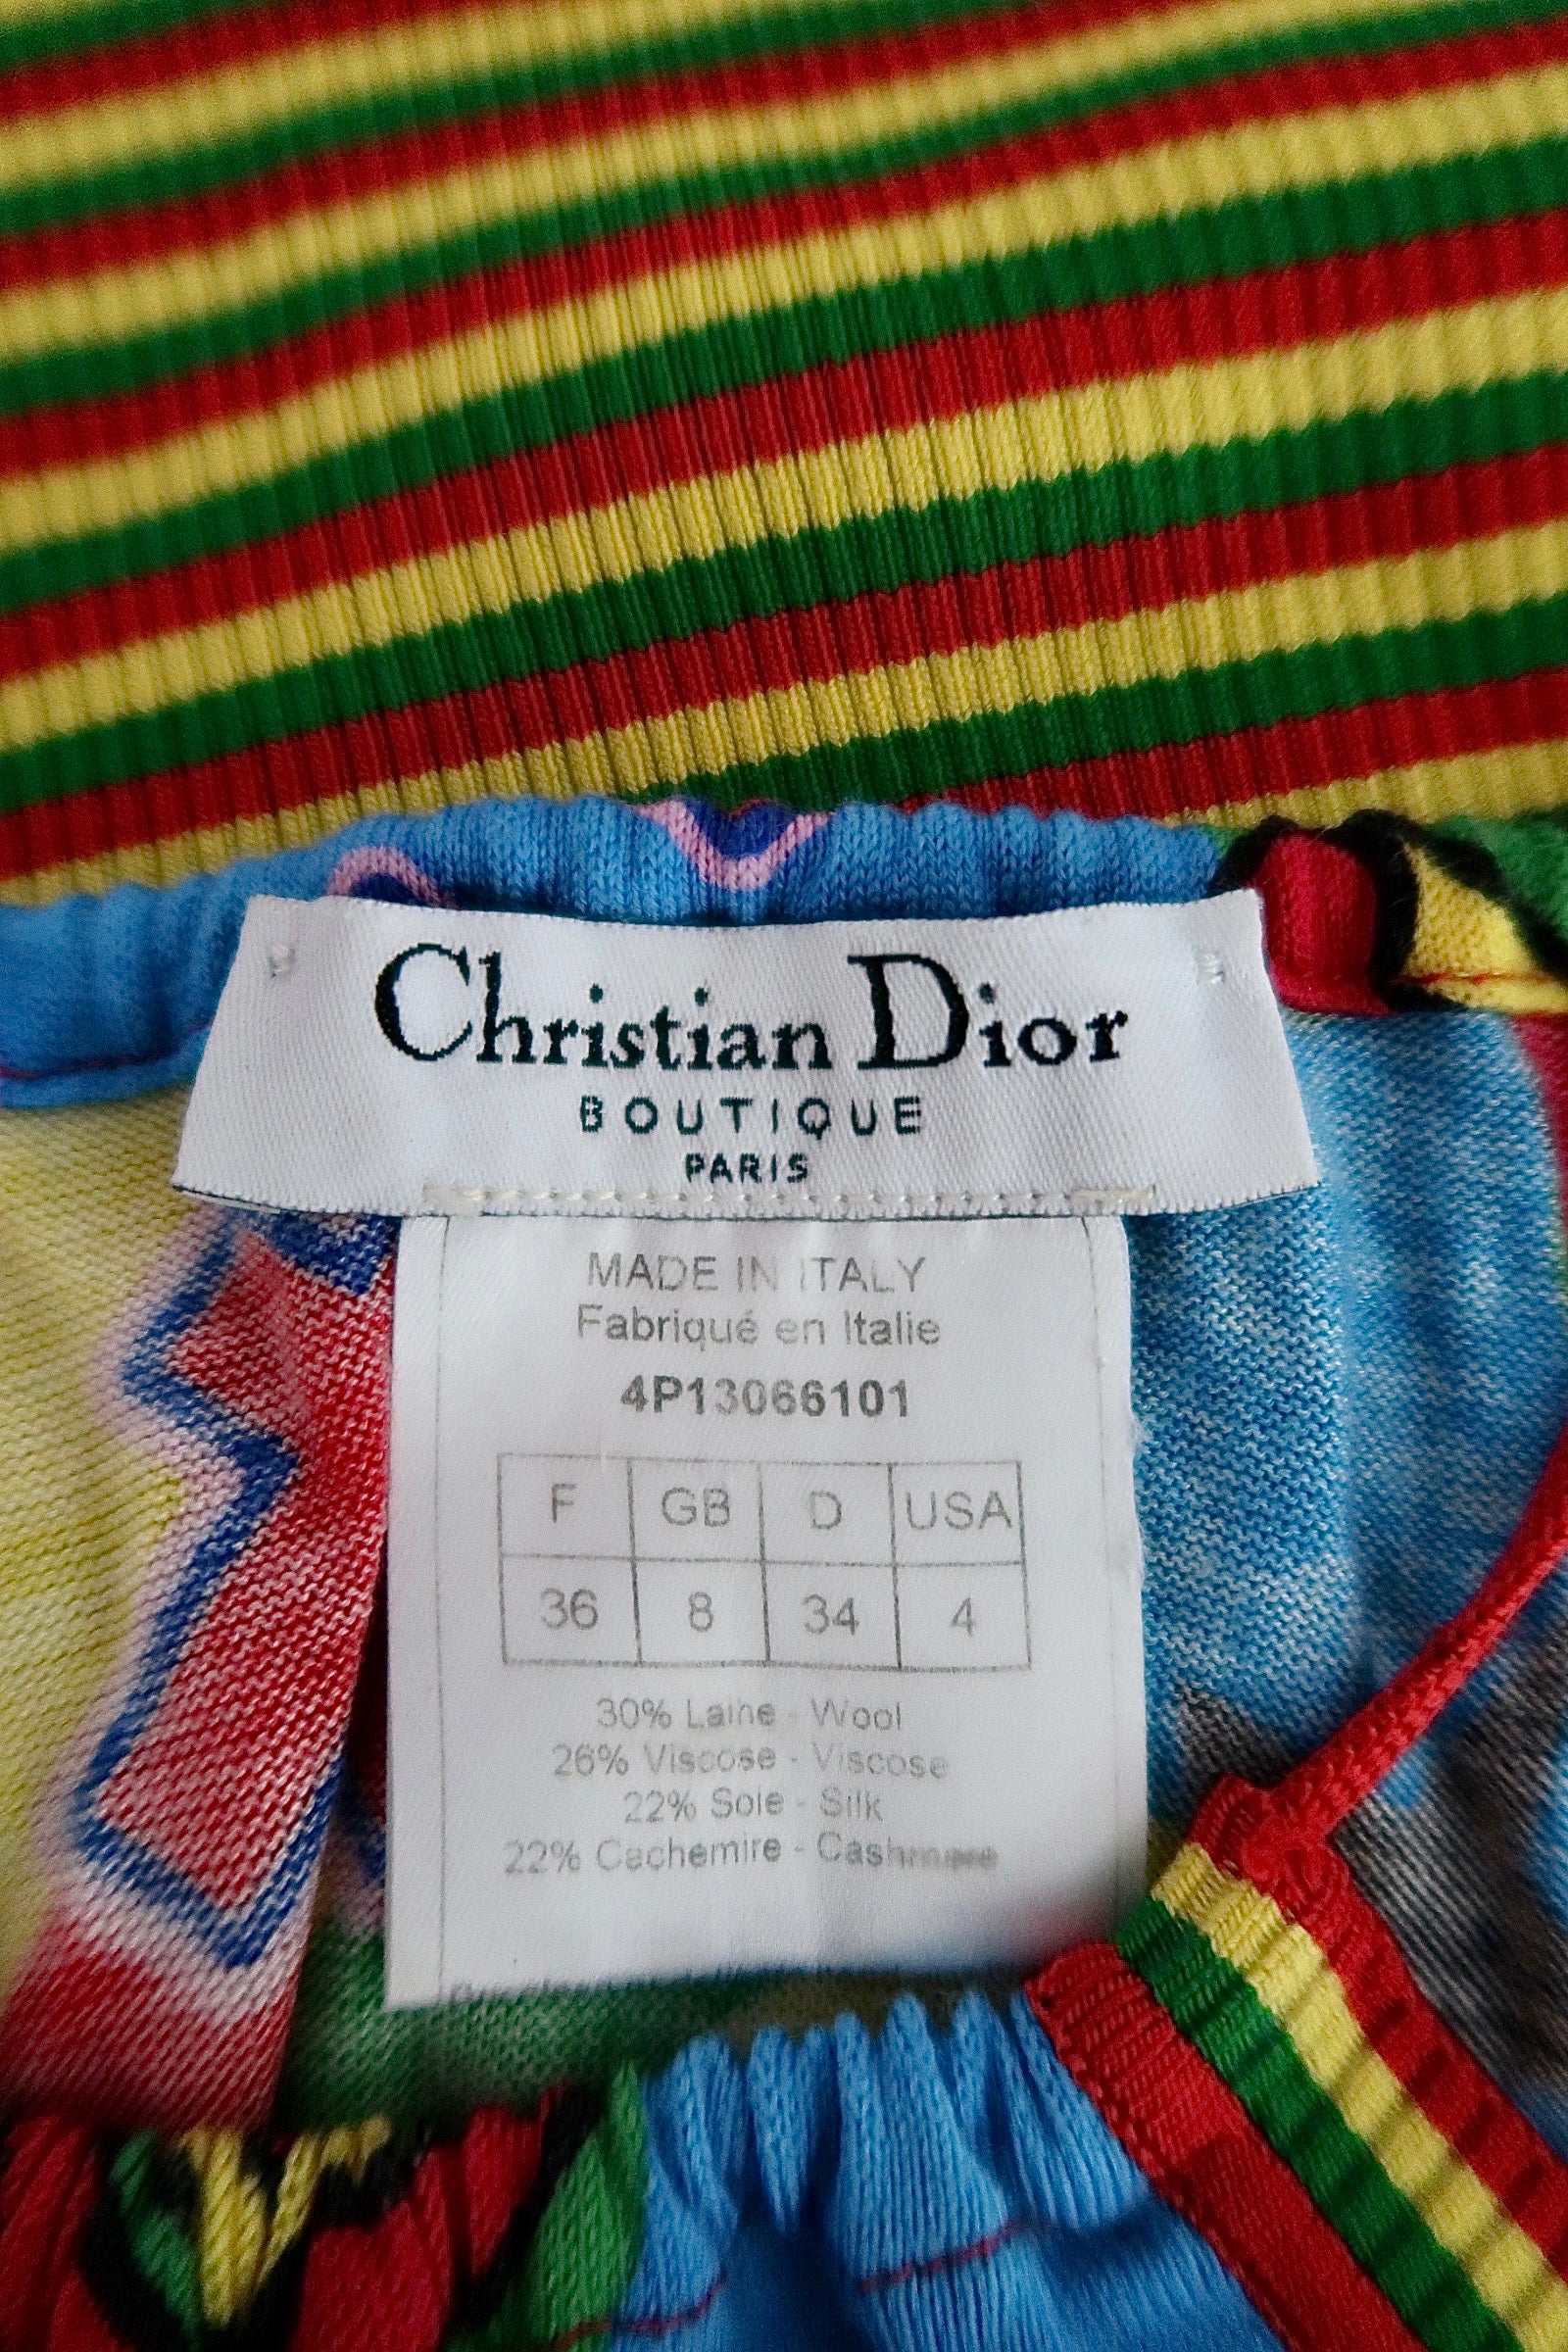 Christian Dior
BOUTIQUE
PARIS
MADE IN ITALY
Fabriqué en Italie
4P13066101
F GB D USA
36 8 34 4
30% Laine - Wool
26% Viscose - Viscose
22% Soie - Silk
22% Cachemire - Cashmere